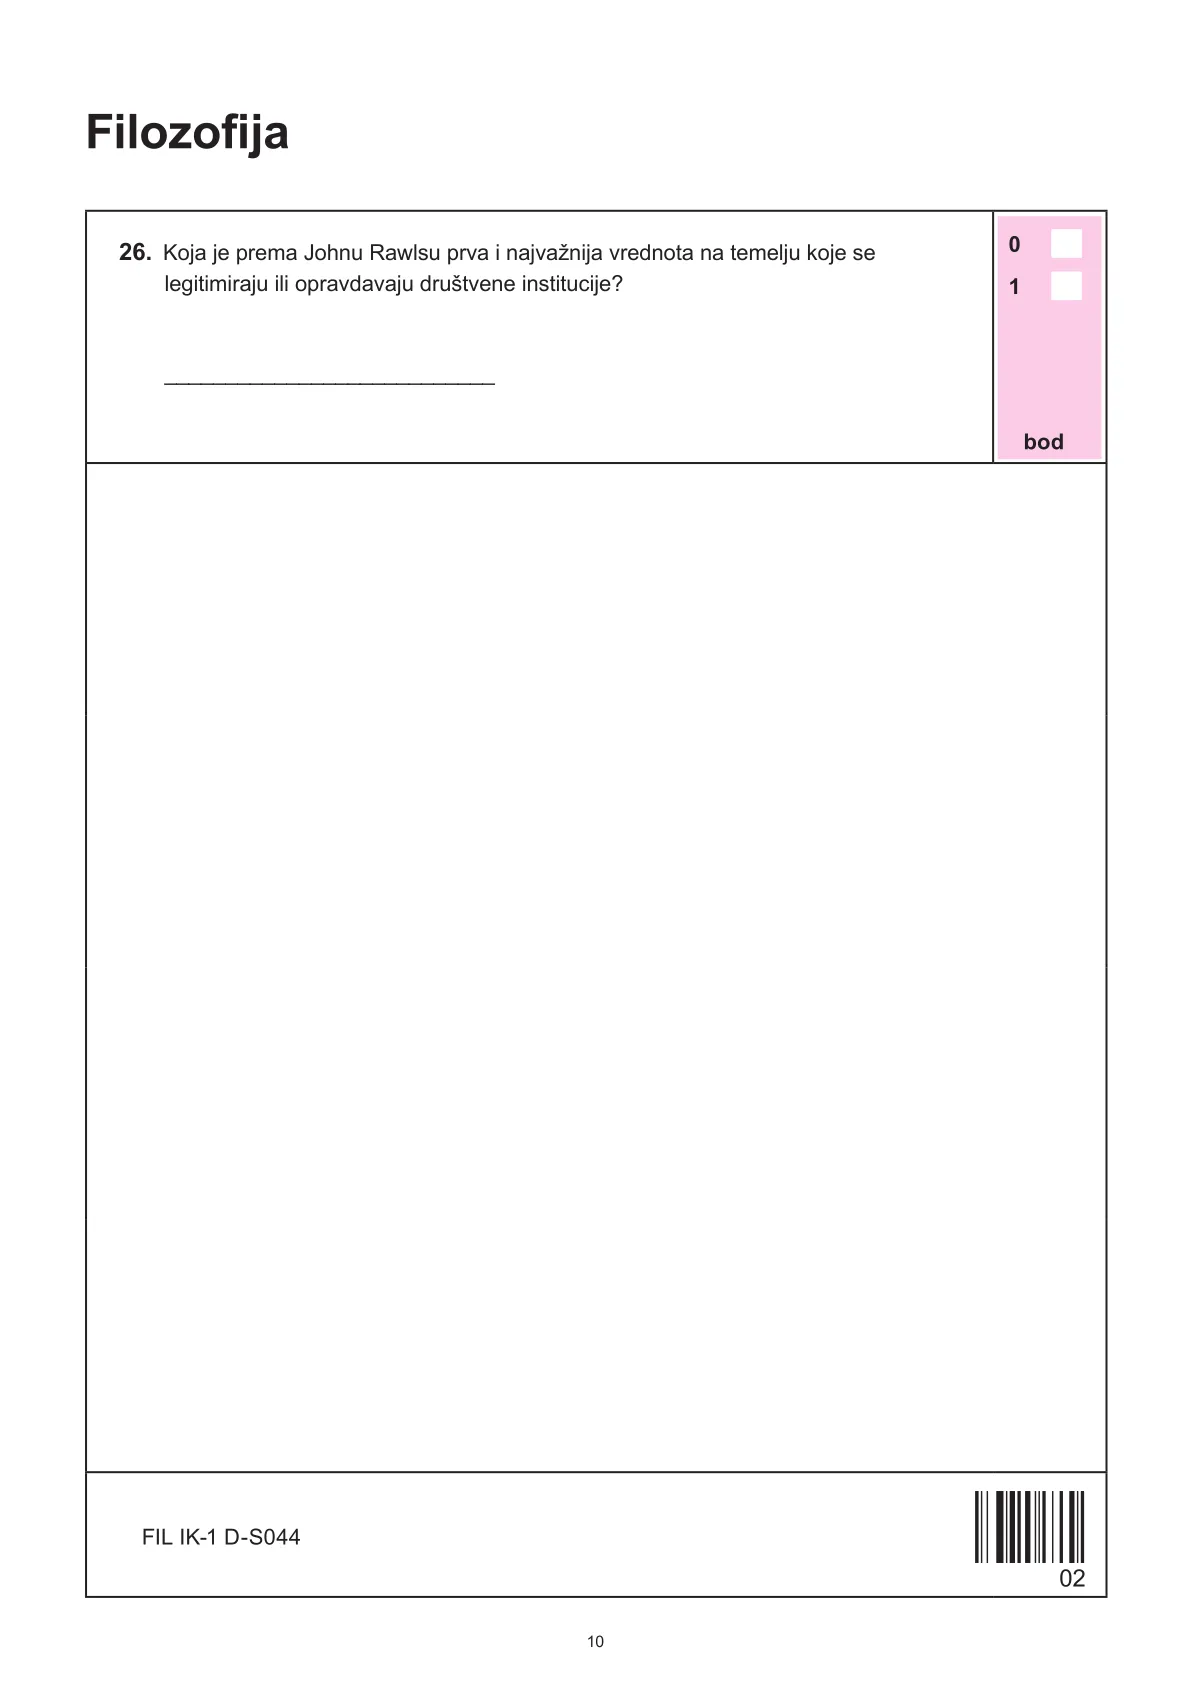 Filozofija
26. Koja je prema Johnu Rawlsu prva i najvažnija vrednota na temelju koje se
legitimiraju ili opravdavaju društvene institucije?
___________________________
0
1
bod
FIL IK-1 D-S044
02
10